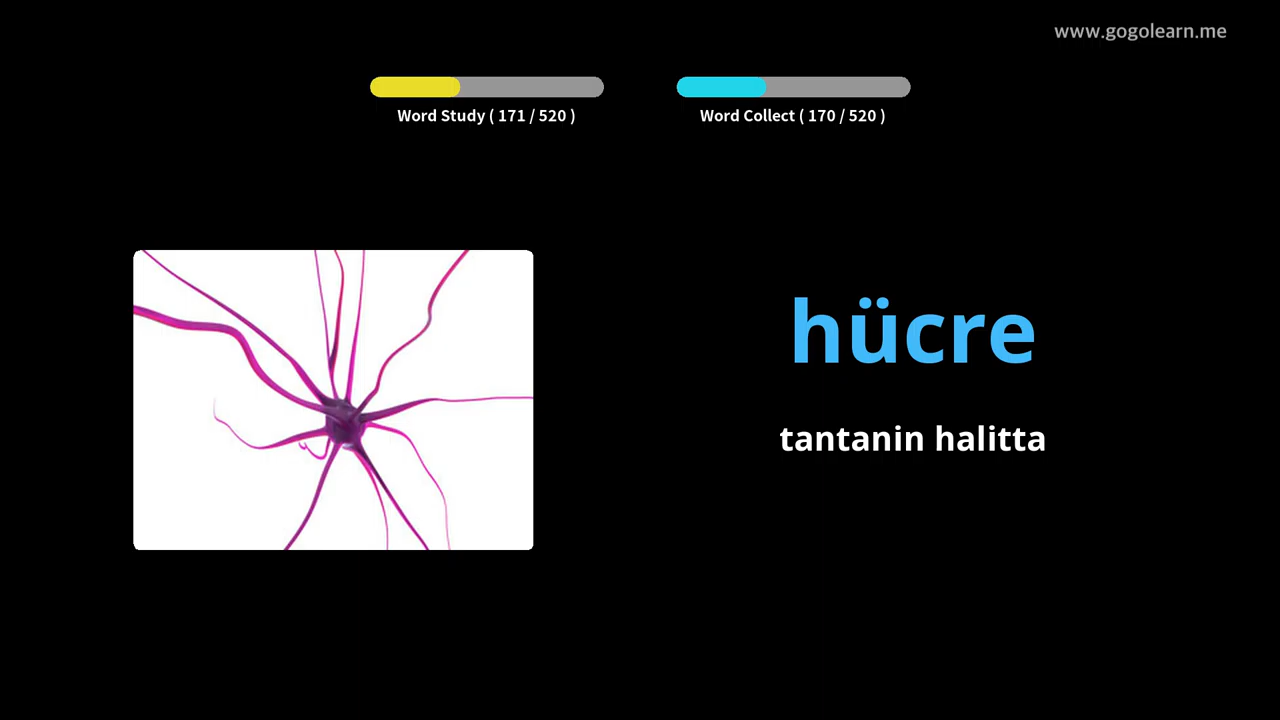 www.gogolearn.me
Word Study ( 171 / 520 )
Word Collect ( 170 / 520 )
hücre
tantanin halitta